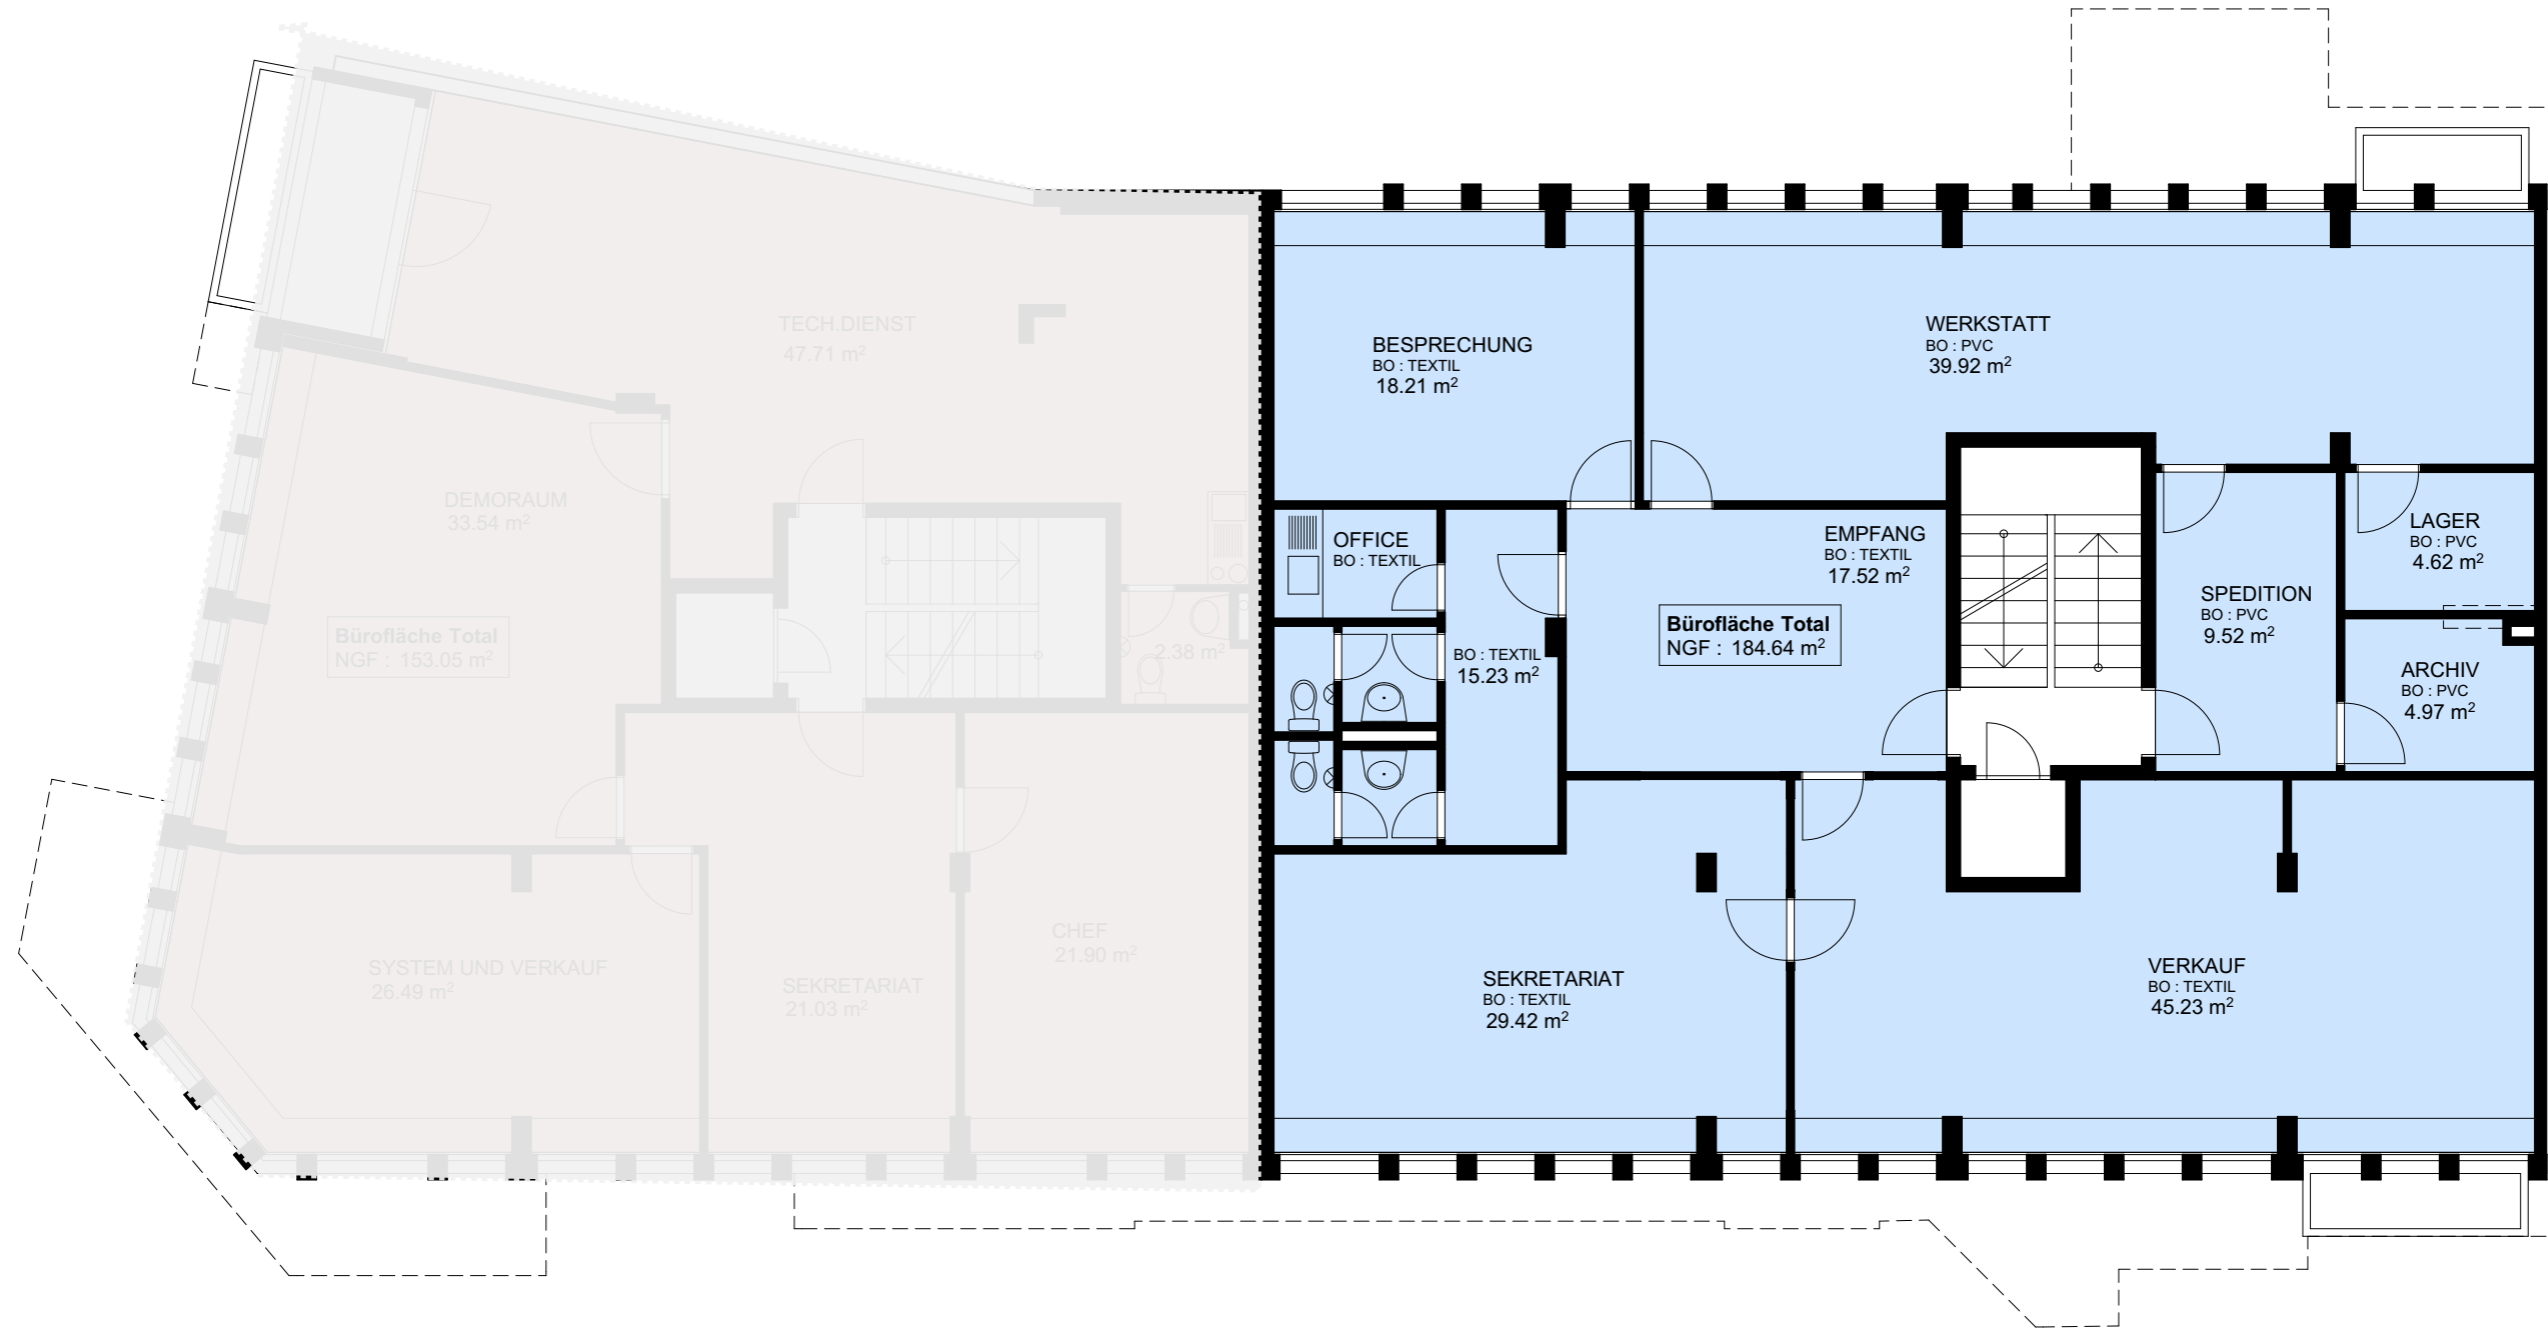 TECH.DIENST
47.71 m²
DEMORAUM
33.54 m²
Bürofläche Total
NGF : 153.05 m²
2.38 m²
SYSTEM UND VERKAUF
26.49 m²
SEKRETARIAT
21.03 m²
CHEF
21.90 m²
BESPRECHUNG
BO : TEXTIL
18.21 m²
WERKSTATT
BO : PVC
39.92 m²
OFFICE
BO : TEXTIL
EMPFANG
BO : TEXTIL
17.52 m²
LAGER
BO : PVC
4.62 m²
SPEDITION
BO : PVC
9.52 m²
Bürofläche Total
NGF : 184.64 m²
BO : TEXTIL
15.23 m²
ARCHIV
BO : PVC
4.97 m²
SEKRETARIAT
BO : TEXTIL
29.42 m²
VERKAUF
BO : TEXTIL
45.23 m²